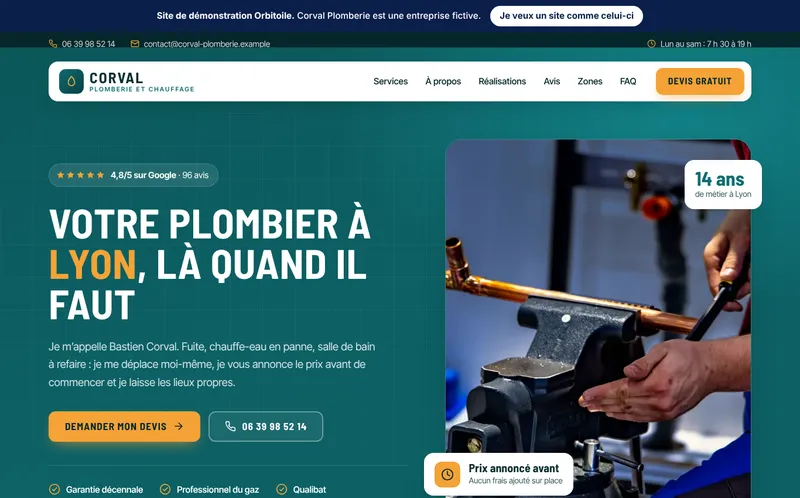 Site de démonstration Orbitoile. Corval Plomberie est une entreprise fictive.
Je veux un site comme celui-ci
06 39 98 52 14
contact@corval-plomberie.example
Lun au sam : 7 h 30 à 19 h
CORVAL
PLOMBERIE ET CHAUFFAGE
Services
À propos
Réalisations
Avis
Zones
FAQ
DEVIS GRATUIT
4,8/5 sur Google · 96 avis
14 ans
de métier à Lyon
VOTRE PLOMBIER À
LYON, LÀ QUAND IL
FAUT
Je m'appelle Bastien Corval. Fuite, chauffe-eau en panne, salle de bain
à refaire : je me déplace moi-même, je vous annonce le prix avant de
commencer et je laisse les lieux propres.
DEMANDER MON DEVIS
06 39 98 52 14
Prix annoncé avant
Aucun frais ajouté sur place
Garantie décennale
Professionnel du gaz
Qualibat